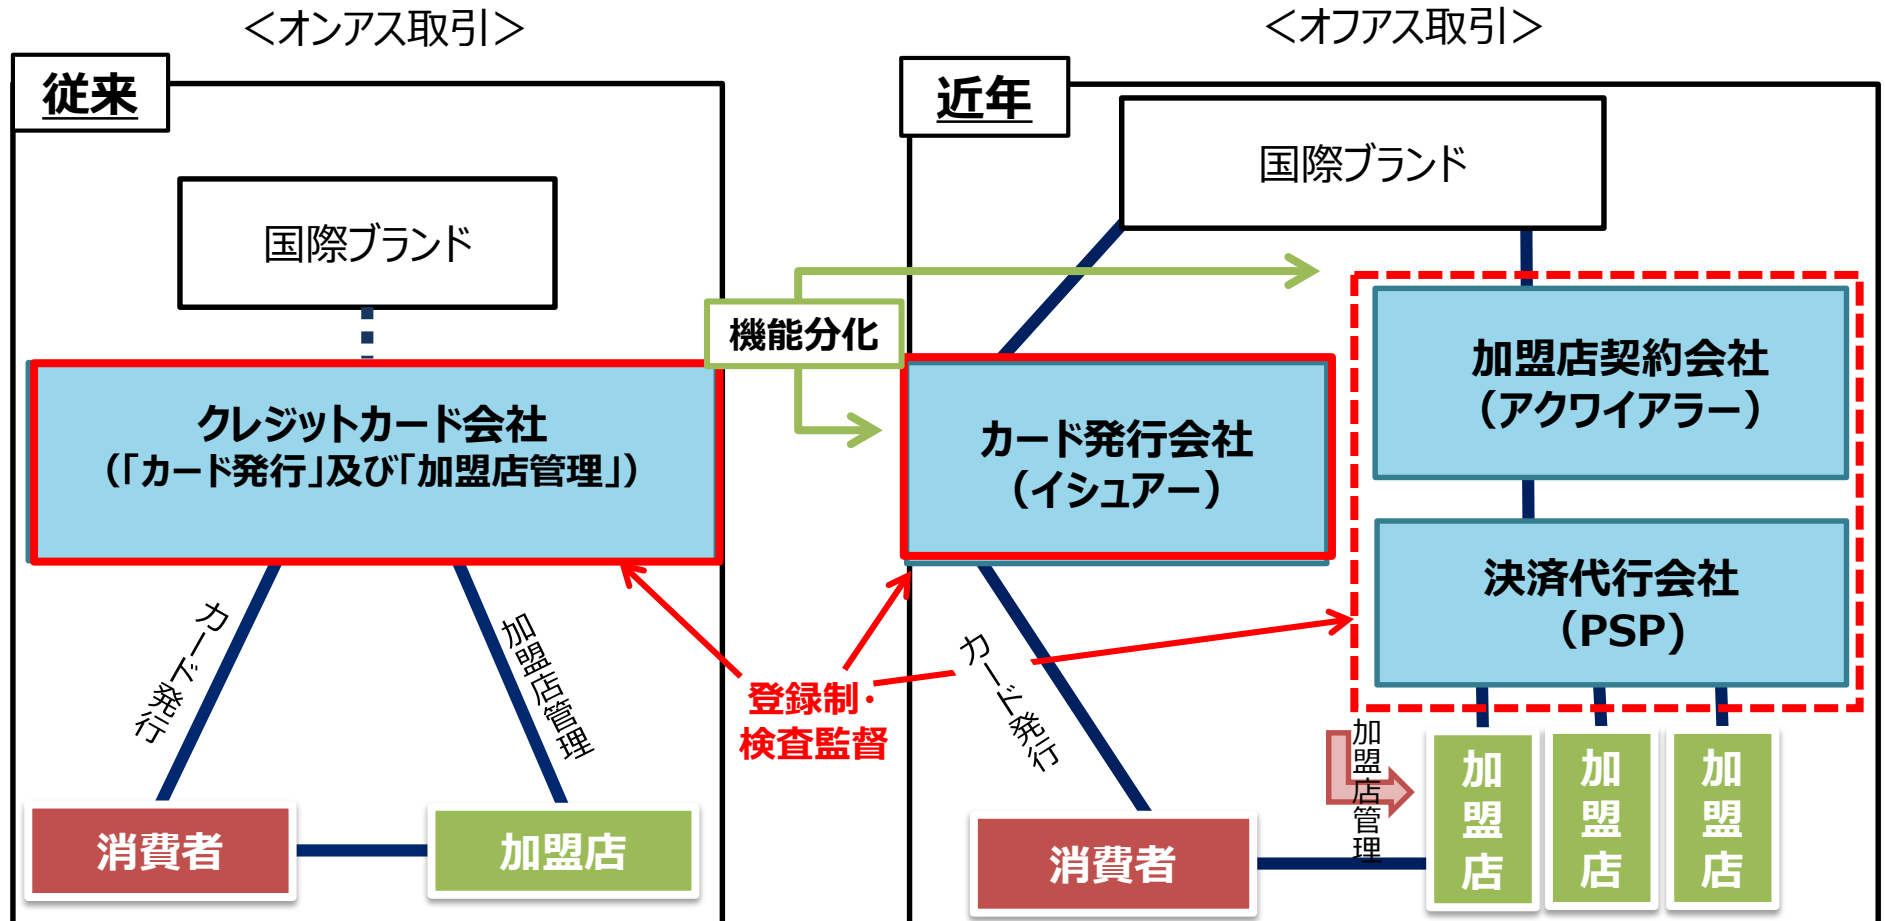 ＜オンアス取引＞
従来
国際ブランド
クレジットカード会社
（「カード発行」及び「加盟店管理」）
カード発行
加盟店管理
消費者
加盟店
機能分化
登録制・
検査監督
＜オフアス取引＞
近年
国際ブランド
カード発行会社
（イシュアー）
加盟店契約会社
（アクワイアラー）
決済代行会社
（PSP）
カード発行
加盟店管理
消費者
加盟店
加盟店
加盟店